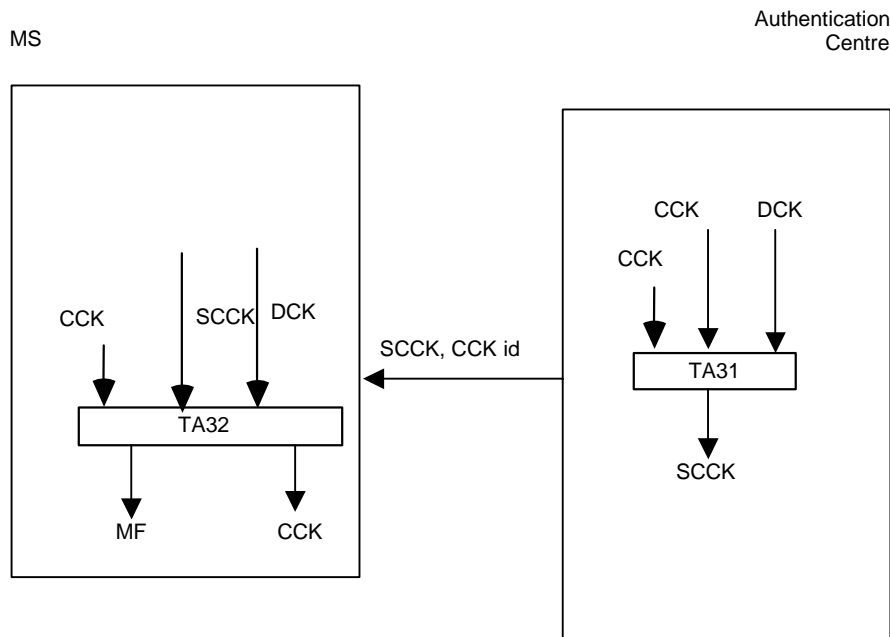 MS
Authentication
Centre
CCK
SCCK
DCK
TA32
MF
CCK
SCCK, CCK id
CCK
DCK
CCK
TA31
SCCK